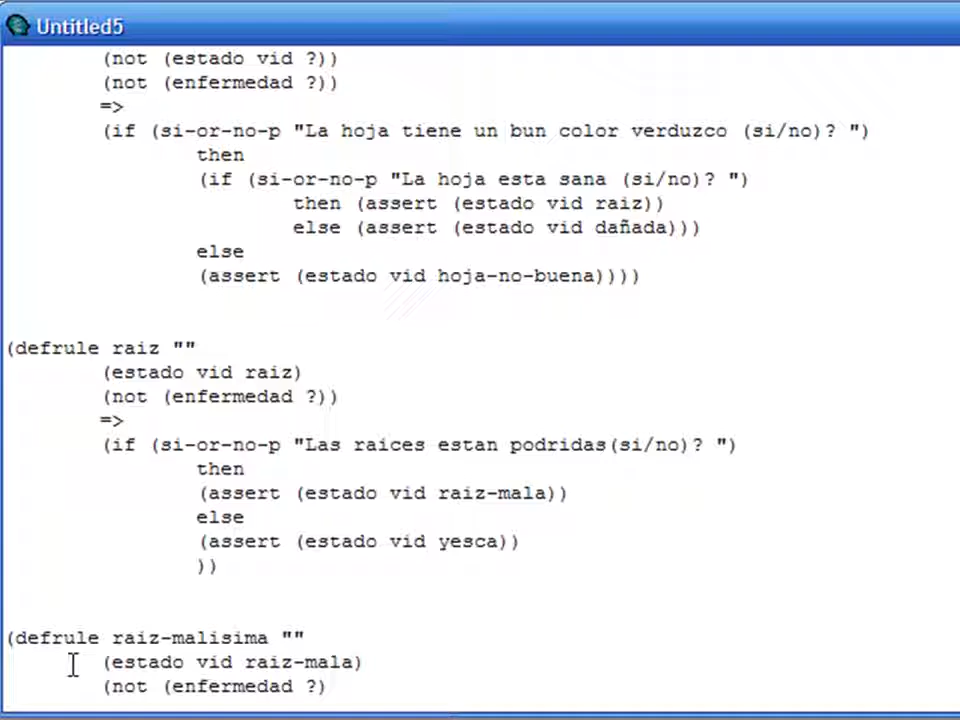 Untitled5
(not (estado vid ?))
(not (enfermedad ?))
=>
(if (si-or-no-p "La hoja tiene un bun color verduzco (si/no)? ")
then
(if (si-or-no-p "La hoja esta sana (si/no)? ")
then (assert (estado vid raiz))
else (assert (estado vid dañada)))
else
(assert (estado vid hoja-no-buena))))
(defrule raiz ""
(estado vid raiz)
(not (enfermedad ?))
=>
(if (si-or-no-p "Las raices estan podridas(si/no)? ")
then
(assert (estado vid raiz-mala))
else
(assert (estado vid yesca))
))
(defrule raiz-malisima ""
(estado vid raiz-mala)
(not (enfermedad ?)